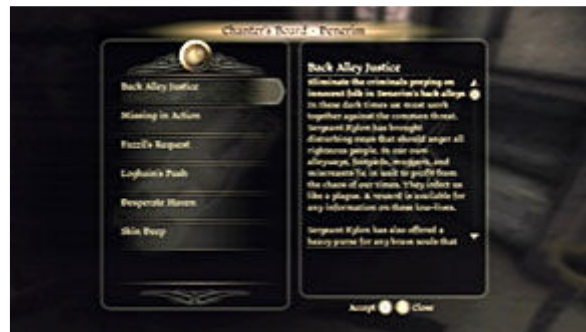 Chanter's Board - Denerim
Back Alley Justice
Missing in Action
Fazzil's Request
Loghain's Push
Desperate Haven
Skin Deep
Back Alley Justice
Eliminate the criminals preying on
innocent folk in Denerim's back alleys
In these dark times we must work
together against the common threat.
Sergeant Kylon has brought
disturbing news that should anger all
righteous people. In our own
alleyways, footpads, muggers, and
miscreants lie in wait to profit from
the chaos of our times. They infect us
like a plague. A reward is available for
any information on these low-lives.
Sergeant Kylon has also offered a
heavy purse for any brave souls that
Accept Close